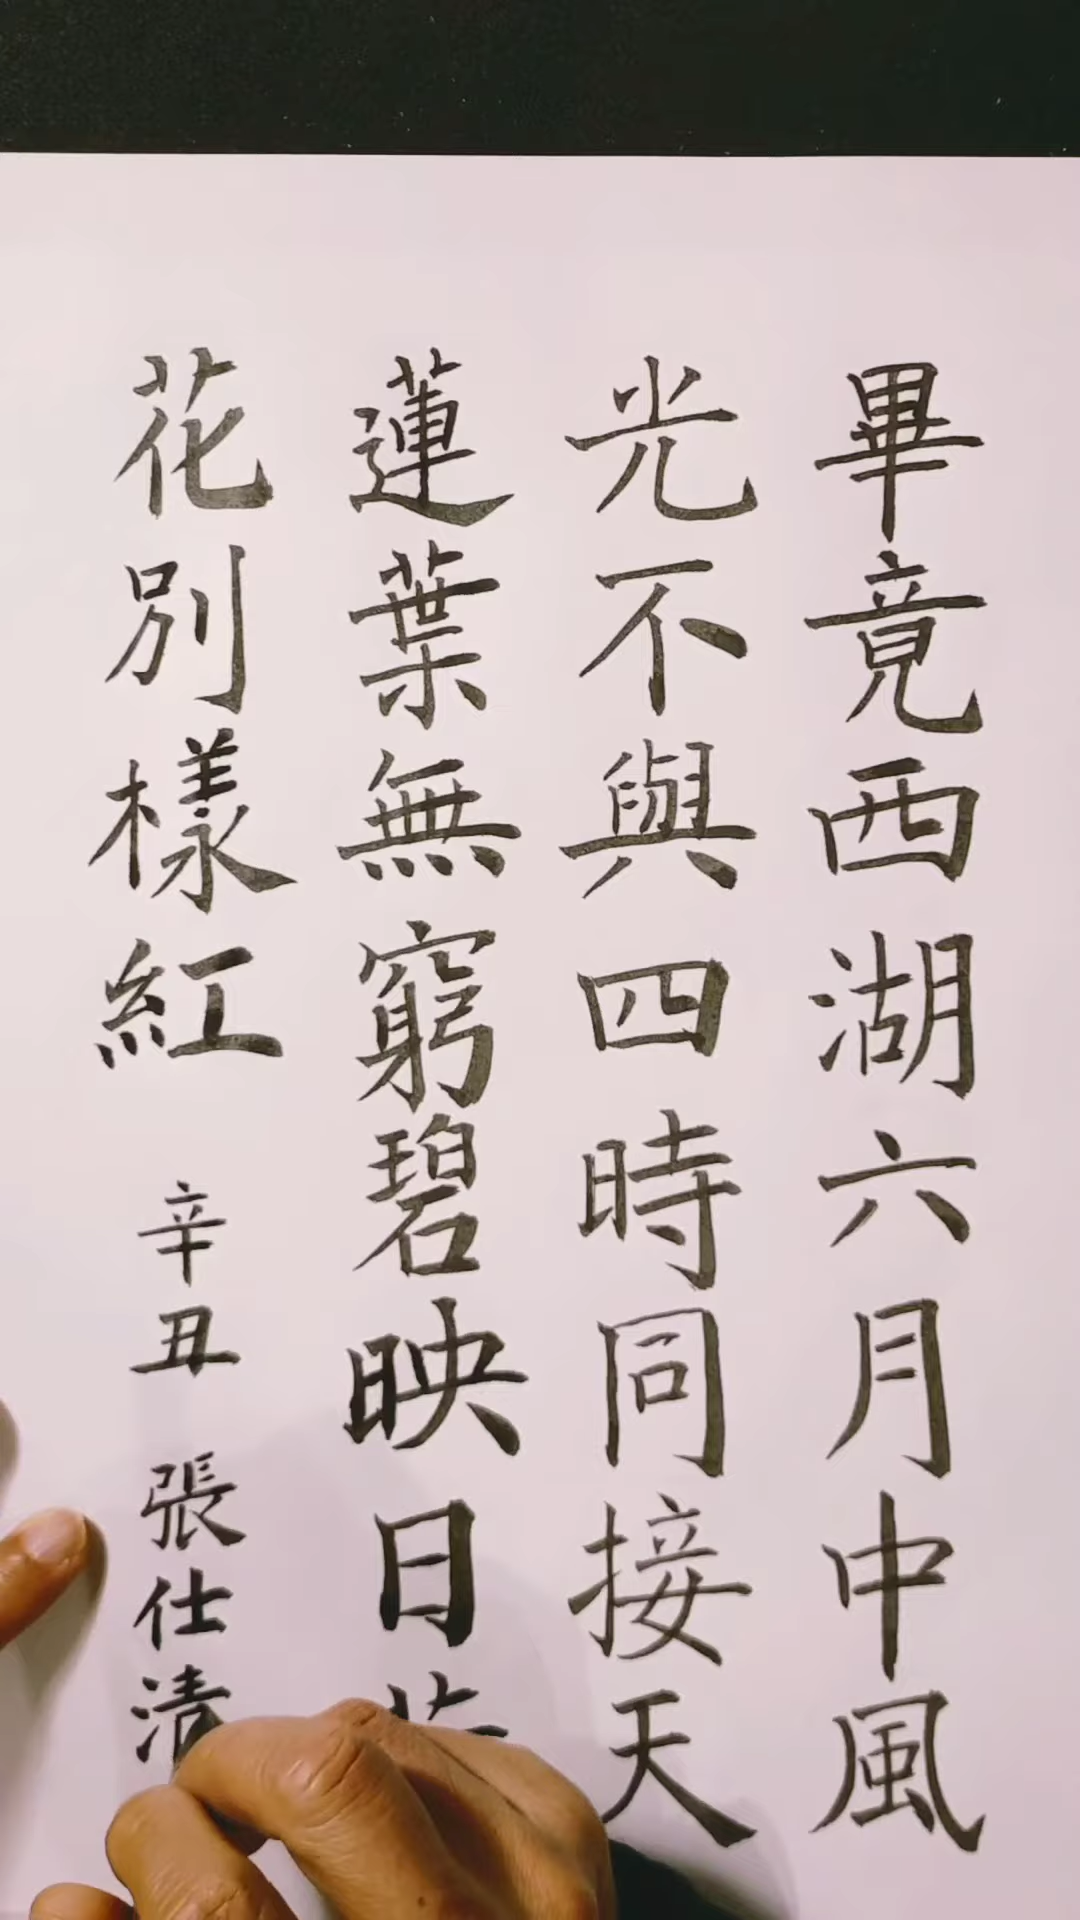 畢竟西湖六月中風
光不與四時同接天
蓮葉無窮碧映日
花別樣紅
辛丑 張仕清